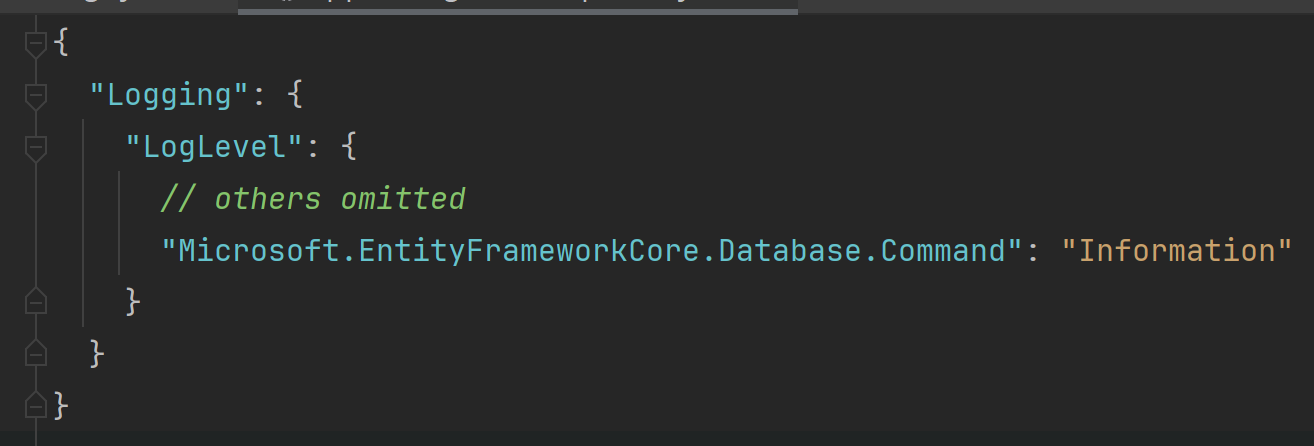 {
"Logging": {
"LogLevel": {
// others omitted
"Microsoft.EntityFrameworkCore.Database.Command": "Information"
}
}
}